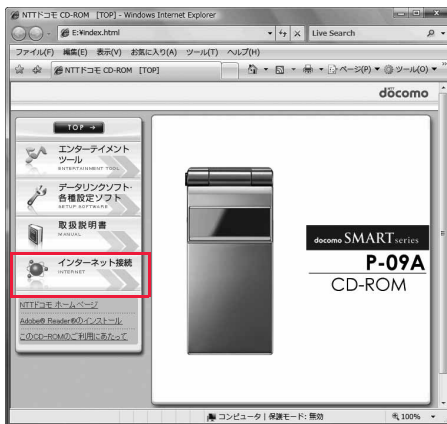 NTTドコモ CD-ROM [TOP] - Windows Internet Explorer
E:¥index.html
Live Search
ファイル(F) 編集(E) 表示(V) お気に入り(A) ツール(T) ヘルプ(H)
NTTドコモ CD-ROM [TOP]
ページ(P) ツール(O)
döcomo
TOP →
エンターテイメント
ツール
ENTERTAINMENT TOOL
データリンクソフト・
各種設定ソフト
SETUP SOFTWARE
取扱説明書
MANUAL
インターネット接続
INTERNET
NTTドコモ ホームページ
Adobe® Reader®のインストール
このCD-ROMのご利用にあたって
docomo SMART series
P-09A
CD-ROM
コンピュータ | 保護モード: 無効
100%